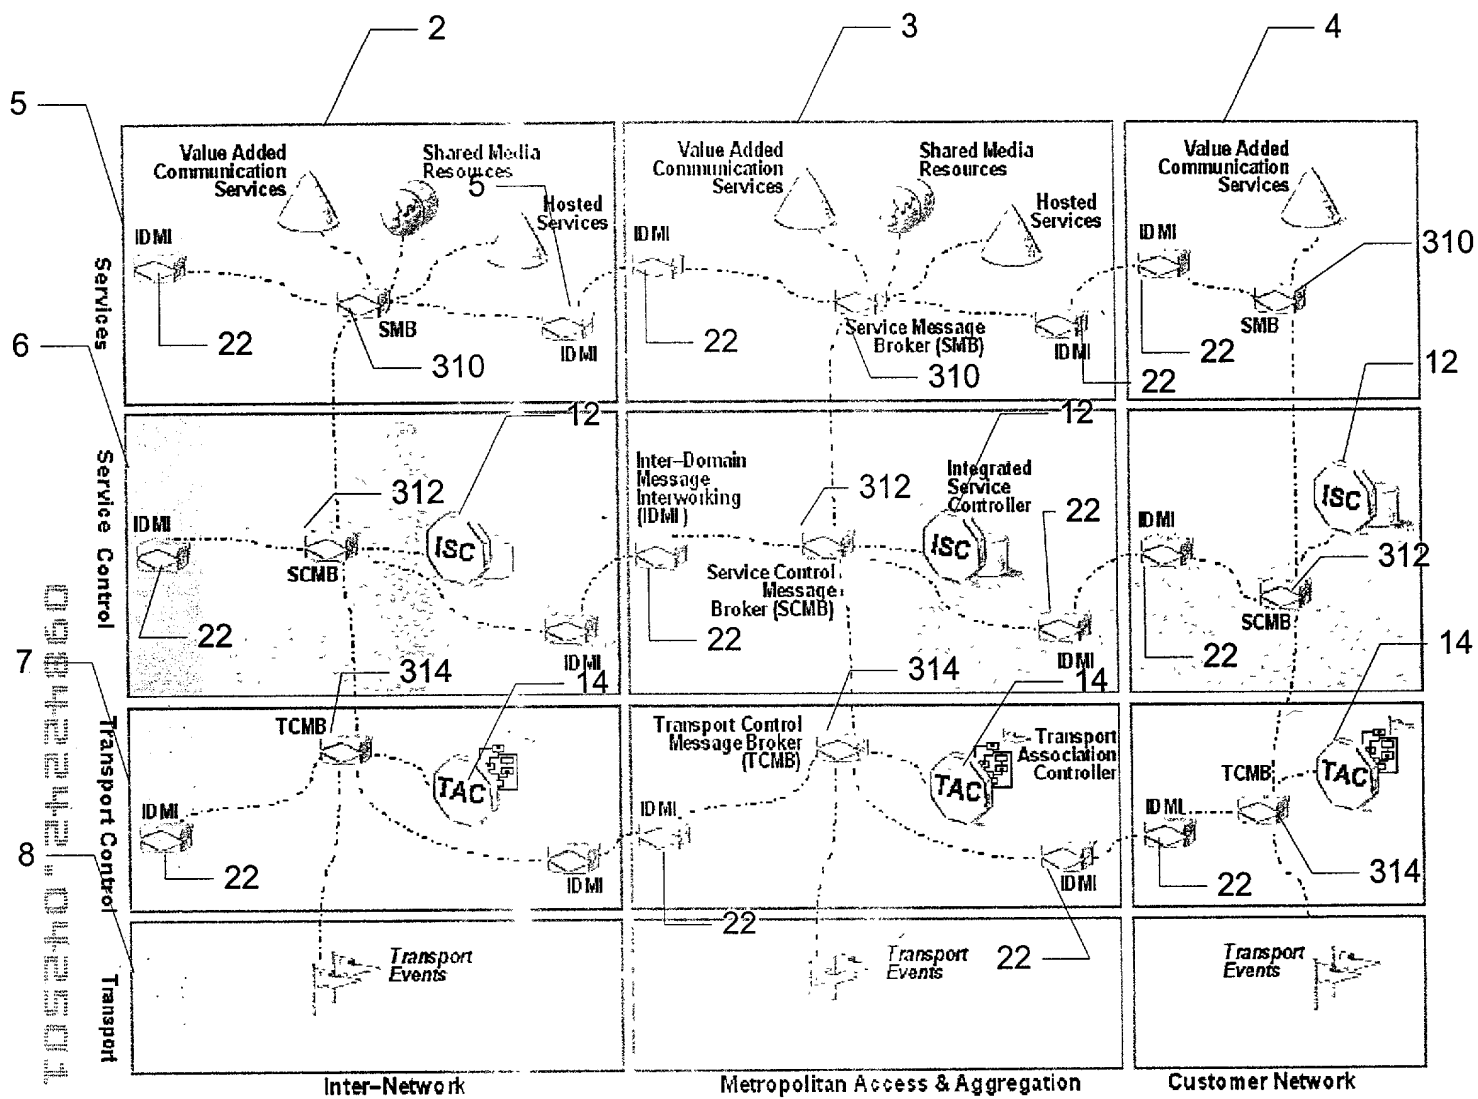 2
3
4
5
Value Added
Communication
Services
Shared Media
Resources
5
Hosted
Services
IDMI
22
SMB
310
IDMI
Value Added
Communication
Services
Shared Media
Resources
Hosted
Services
IDMI
22
Service Message
Broker (SMB)
310
IDMI
22
Value Added
Communication
Services
IDMI
310
22
SMB
Services
6
12
312
IDMI
ISC
SCMB
22
IDMI
12
Inter-Domain
Message
Interworking
(IDMI)
312
Integrated
Service
Controller
22
ISC
Service Control
Message
Broker (SCMB)
22
IDMI
12
ISC
IDMI
312
SCMB
22
Service Control
7
314
14
TCMB
TAC
IDMI
22
IDMI
314
14
Transport Control
Message Broker
(TCMB)
Transport
Association
Controller
TAC
IDMI
22
IDMI
22
14
TCMB
TAC
IDMI
22
314
Transport Control
8
Transport
Events
Transport
Events
Transport
Events
Transport
09842242.042501
Inter-Network
Metropolitan Access & Aggregation
Customer Network